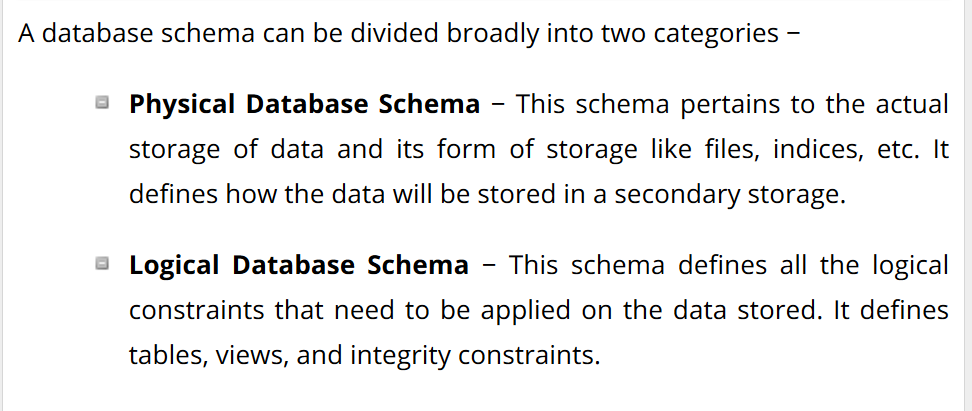 A database schema can be divided broadly into two categories −
Physical Database Schema − This schema pertains to the actual
storage of data and its form of storage like files, indices, etc. It
defines how the data will be stored in a secondary storage.
Logical Database Schema − This schema defines all the logical
constraints that need to be applied on the data stored. It defines
tables, views, and integrity constraints.